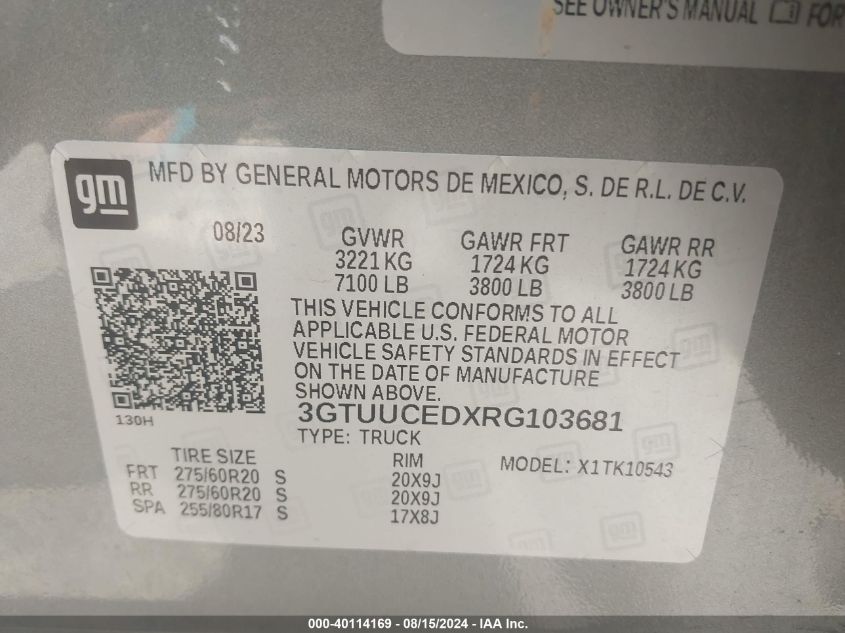 SEE OWNER'S MANUAL FOR
gm
MFD BY GENERAL MOTORS DE MEXICO, S. DE R.L. DE C.V.
08/23 GVWR GAWR FRT GAWR RR
3221 KG 1724 KG 1724 KG
7100 LB 3800 LB 3800 LB
THIS VEHICLE CONFORMS TO ALL
APPLICABLE U.S. FEDERAL MOTOR
VEHICLE SAFETY STANDARDS IN EFFECT
ON THE DATE OF MANUFACTURE
SHOWN ABOVE.
130H
3GTUUCEDXRG103681
TYPE: TRUCK
TIRE SIZE RIM MODEL: X1TK10543
FRT 275/60R20 S 20X9J
RR 275/60R20 S 20X9J
SPA 255/80R17 S 17X8J
000-40114169 - 08/15/2024 - IAA Inc.